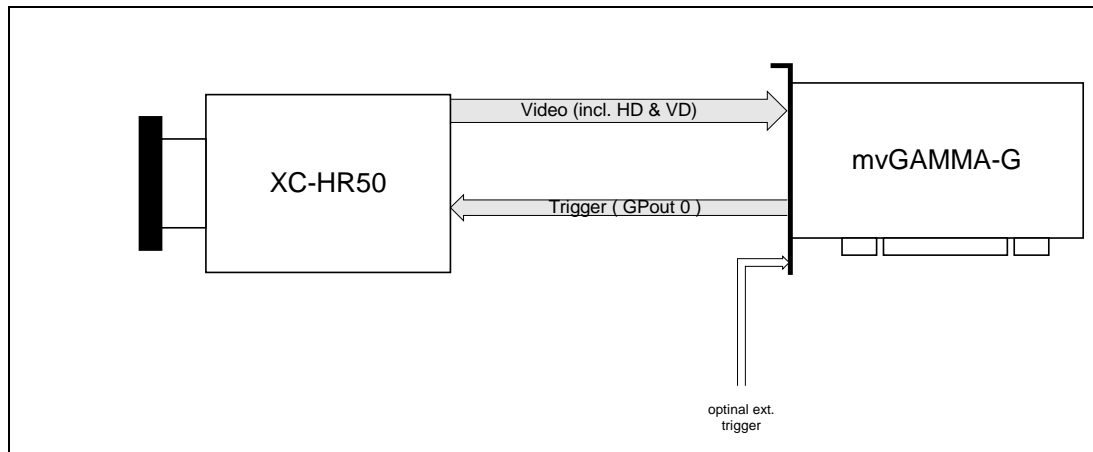 Video (incl. HD & VD)
XC-HR50
mvGAMMA-G
Trigger ( GPout 0 )
optinal ext.
trigger